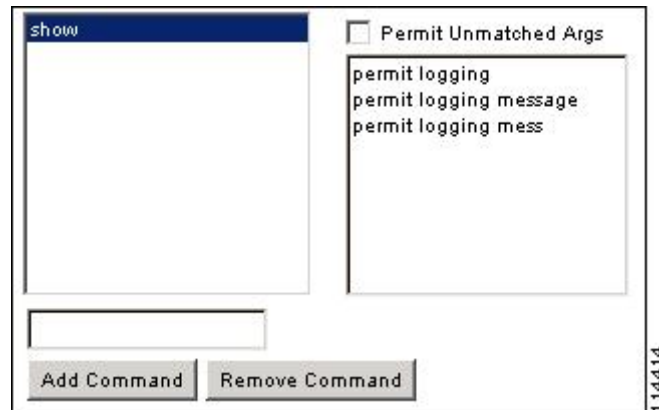 show
Permit Unmatched Args
permit logging
permit logging message
permit logging mess
Add Command
Remove Command
114414